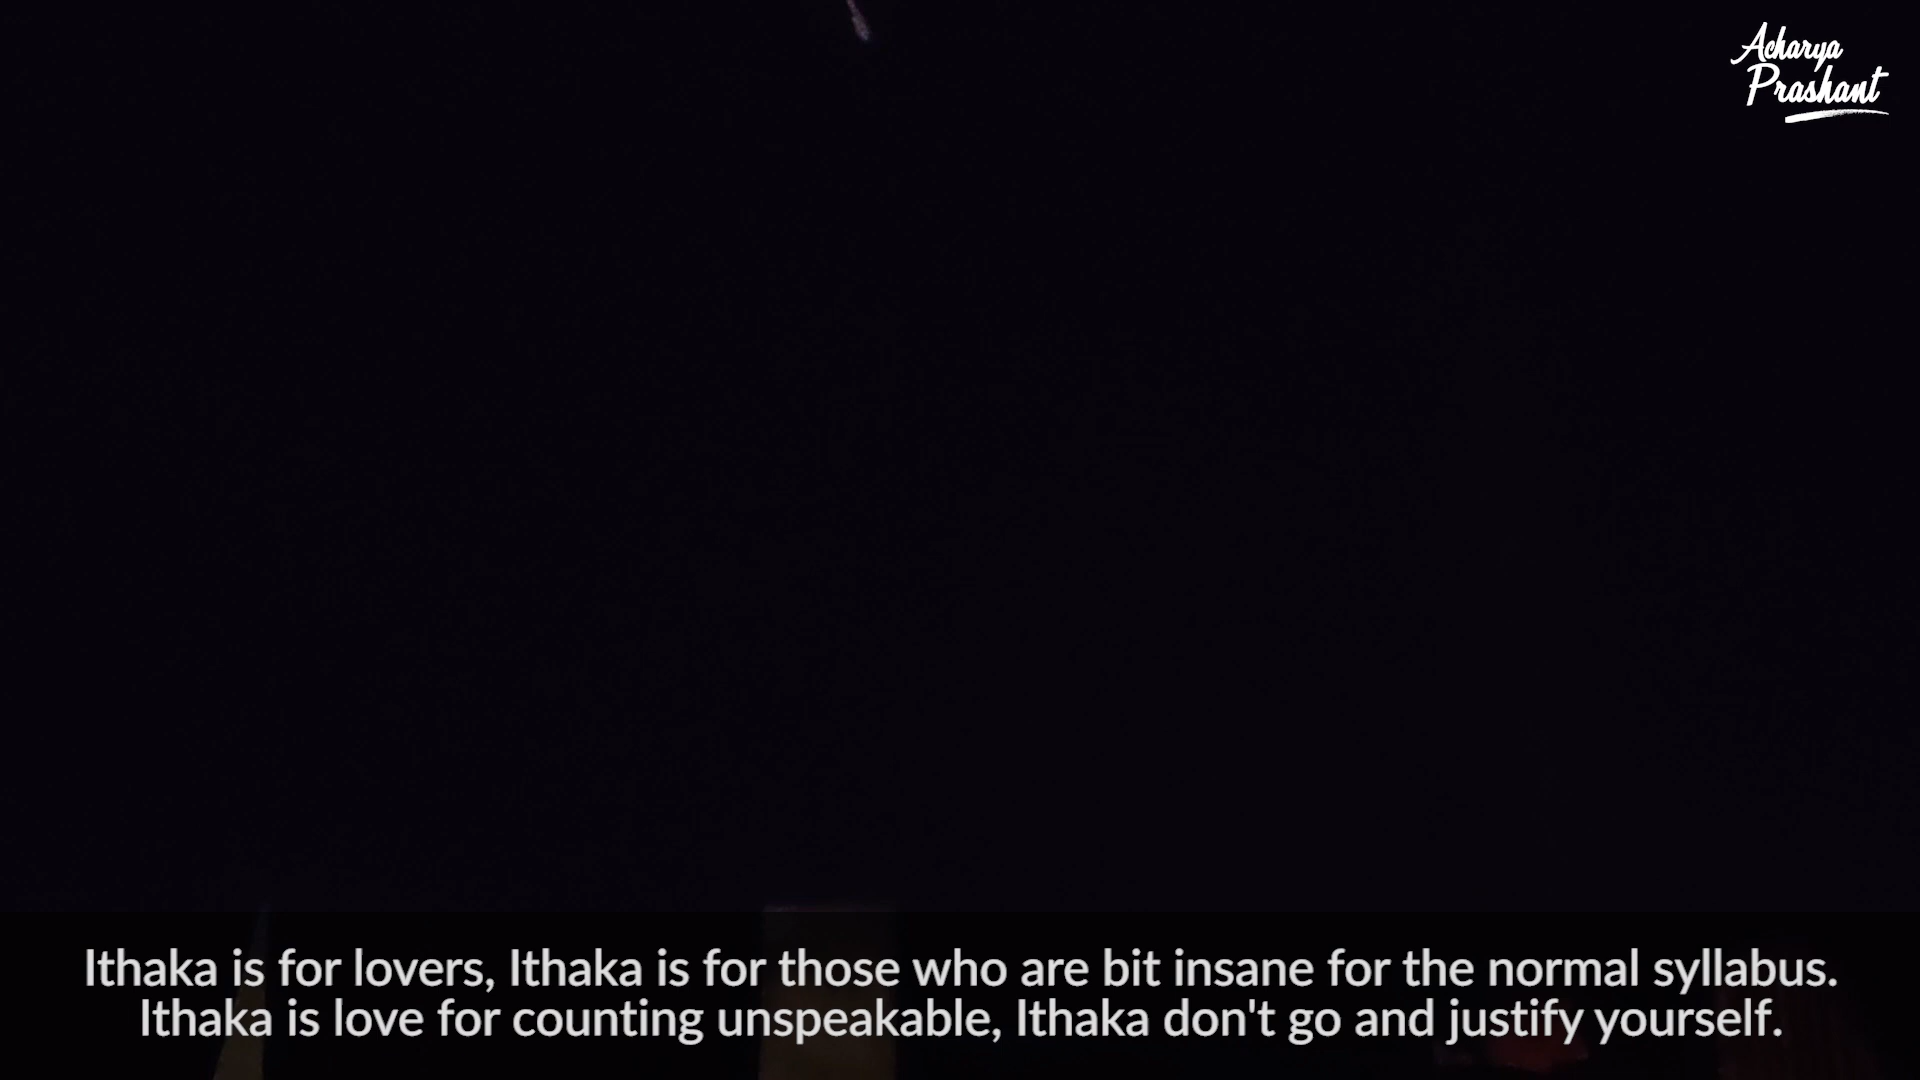 Acharya
Prashant
Ithaka is for lovers, Ithaka is for those who are bit insane for the normal syllabus.
Ithaka is love for counting unspeakable, Ithaka don't go and justify yourself.